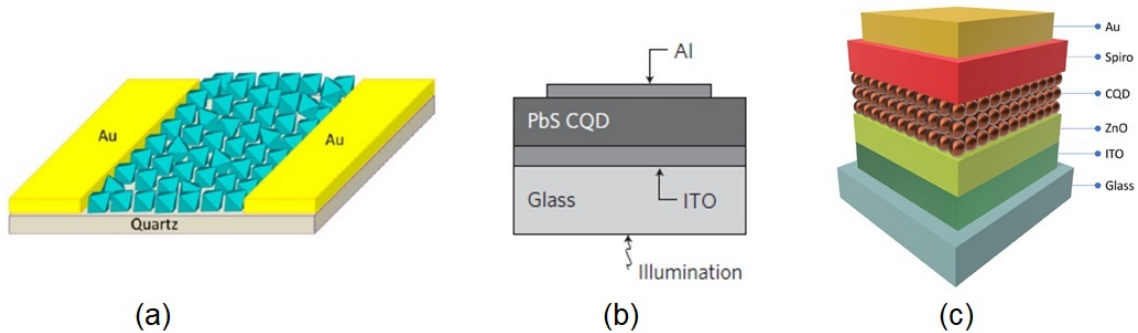 Au
Au
Quartz
(a)
Al
PbS CQD
Glass
ITO
Illumination
(b)
Au
Spiro
CQD
ZnO
ITO
Glass
(c)